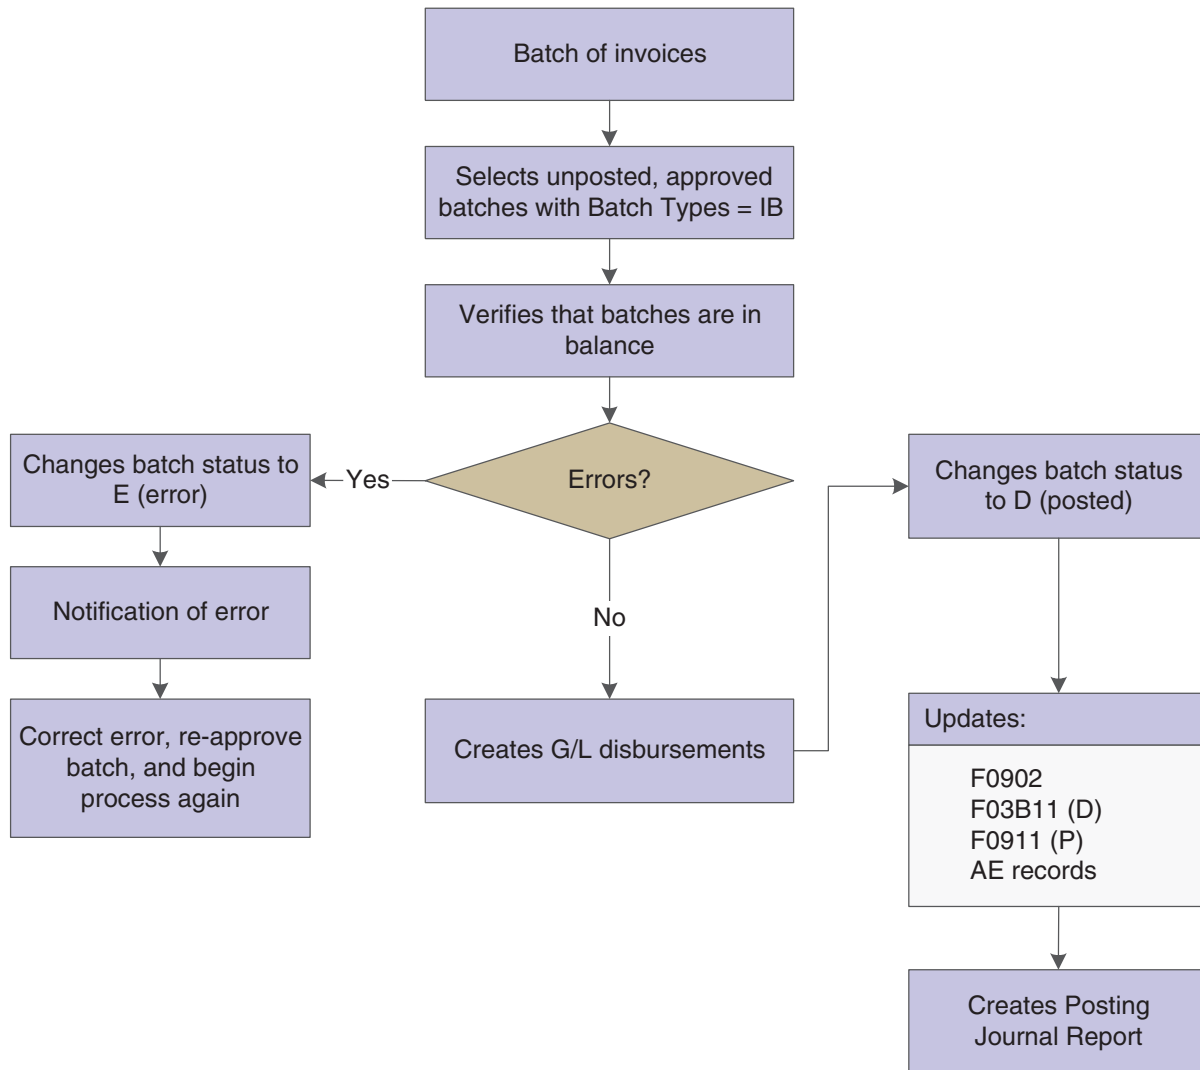 Batch of invoices
Selects unposted, approved
batches with Batch Types = IB
Verifies that batches are in
balance
Errors?
Yes
Changes batch status to
E (error)
Notification of error
Correct error, re-approve
batch, and begin
process again
No
Creates G/L disbursements
Changes batch status
to D (posted)
Updates:
F0902
F03B11 (D)
F0911 (P)
AE records
Creates Posting
Journal Report